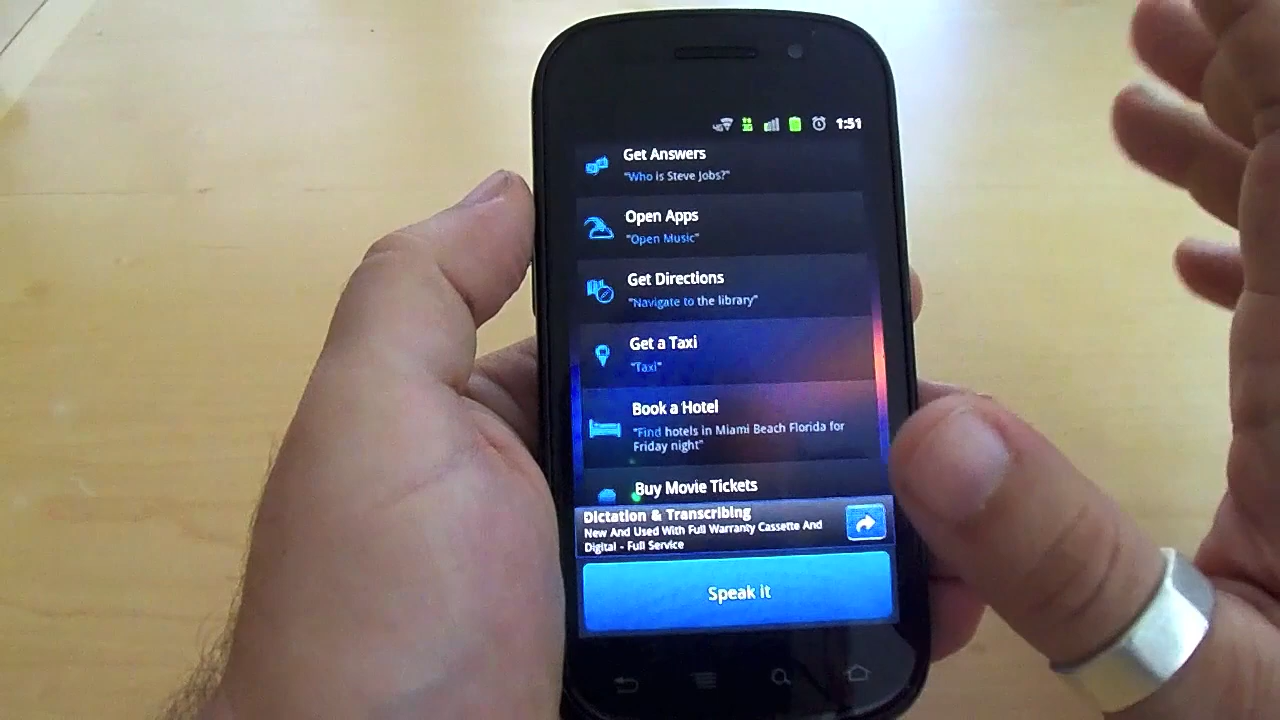 1:51
Get Answers
"Who is Steve Jobs?"
Open Apps
"Open Music"
Get Directions
"Navigate to the library"
Get a Taxi
"Taxi"
Book a Hotel
"Find hotels in Miami Beach Florida for
Friday night"
Buy Movie Tickets
Dictation & Transcribing
New And Used With Full Warranty Cassette And
Digital - Full Service
Speak it